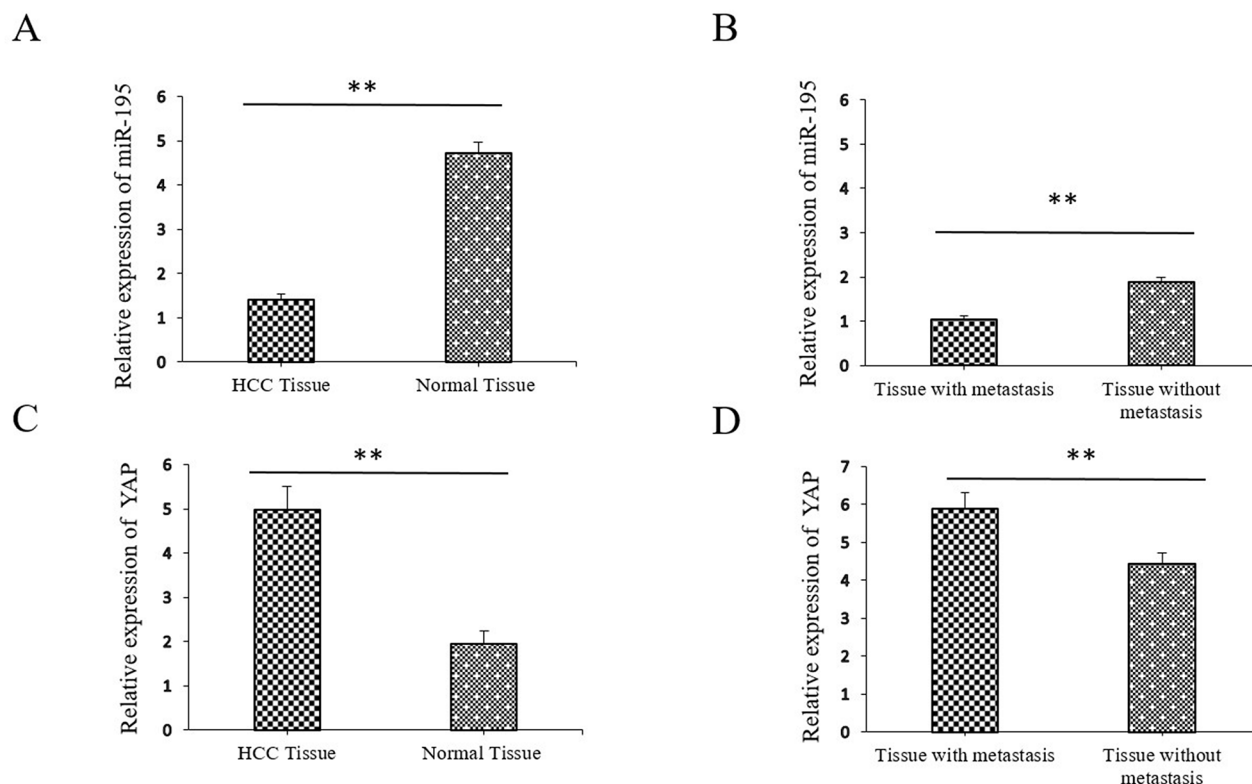 A
Relative expression of miR-195
6
5
4
3
2
1
0
**
HCC Tissue
Normal Tissue
B
Relative expression of miR-195
6
5
4
3
2
1
0
**
Tissue with metastasis
Tissue without
metastasis
C
Relative expression of YAP
6
5
4
3
2
1
0
**
HCC Tissue
Normal Tissue
D
Relative expression of YAP
7
6
5
4
3
2
1
0
**
Tissue with metastasis
Tissue without
metastasis